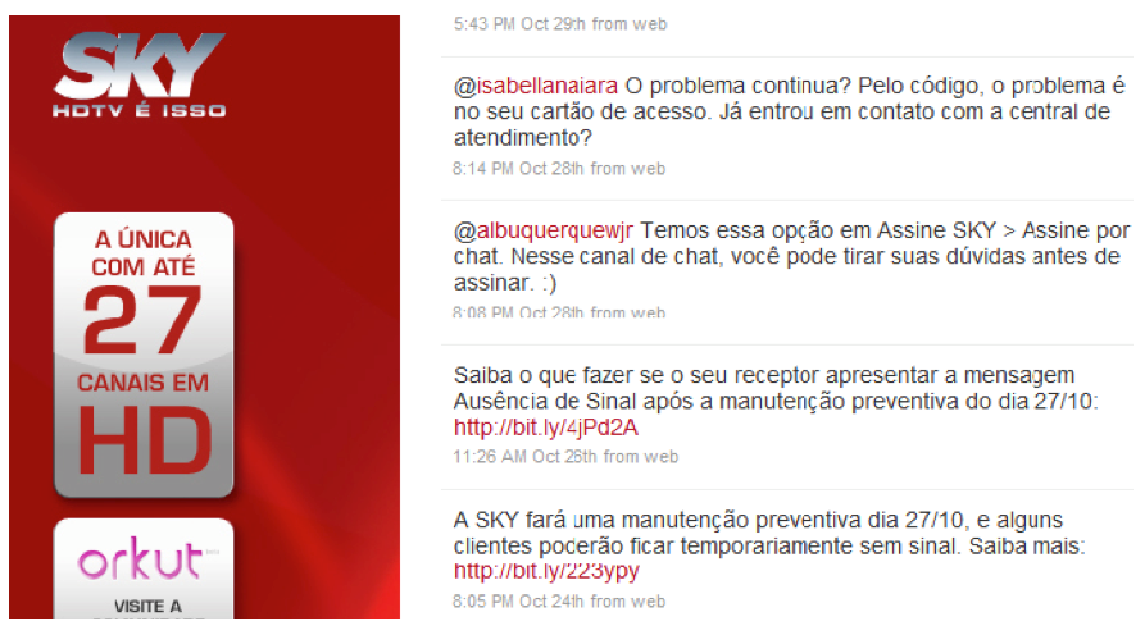 SKY
HDTV É ISSO
A ÚNICA
COM ATÉ
27
CANAIS EM
HD
orkut
VISITE A
5:43 PM Oct 29th from web
@isabellanaiara O problema continua? Pelo código, o problema é
no seu cartão de acesso. Já entrou em contato com a central de
atendimento?
8:14 PM Oct 28th from web
@albuquerquewjr Temos essa opção em Assine SKY > Assine por
chat. Nesse canal de chat, você pode tirar suas dúvidas antes de
assinar. :)
8:08 PM Oct 28th from web
Saiba o que fazer se o seu receptor apresentar a mensagem
Ausência de Sinal após a manutenção preventiva do dia 27/10:
http://bit.ly/4jPd2A
11:26 AM Oct 26th from web
A SKY fará uma manutenção preventiva dia 27/10, e alguns
clientes poderão ficar temporariamente sem sinal. Saiba mais:
http://bit.ly/223ypy
8:05 PM Oct 24th from web